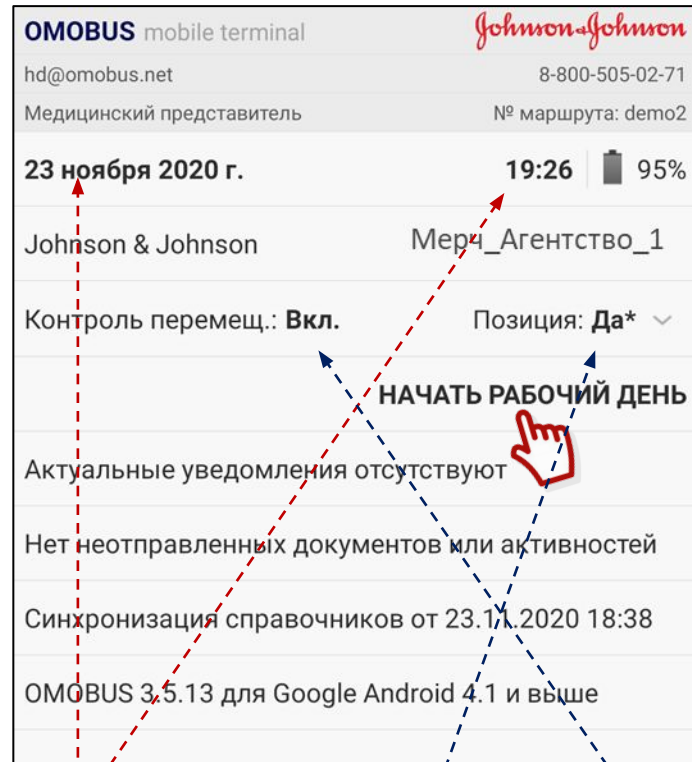 OMOBUS mobile terminal Johnson&Johnson
hd@omobus.net 8-800-505-02-71
Медицинский представитель № маршрута: demo2
23 ноября 2020 г. 19:26 95%
Johnson & Johnson Мерч_Агентство_1
Контроль перемещ.: Вкл. Позиция: Да*
НАЧАТЬ РАБОЧИЙ ДЕНЬ
Актуальные уведомления отсутствуют
Нет неотправленных документов или активностей
Синхронизация справочников от 23.11.2020 18:38
OMOBUS 3.5.13 для Google Android 4.1 и выше